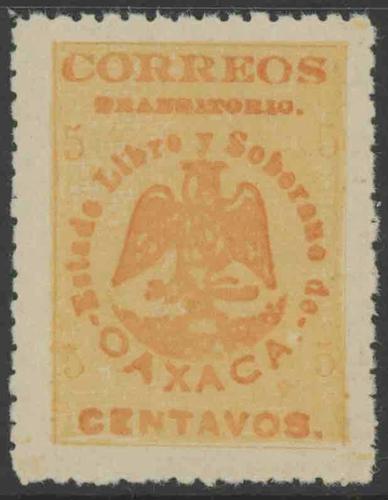 CORREOS
TRANSITORIO.
5 5
Estado Libre y Soberano de
OAXACA
5 5
CENTAVOS.